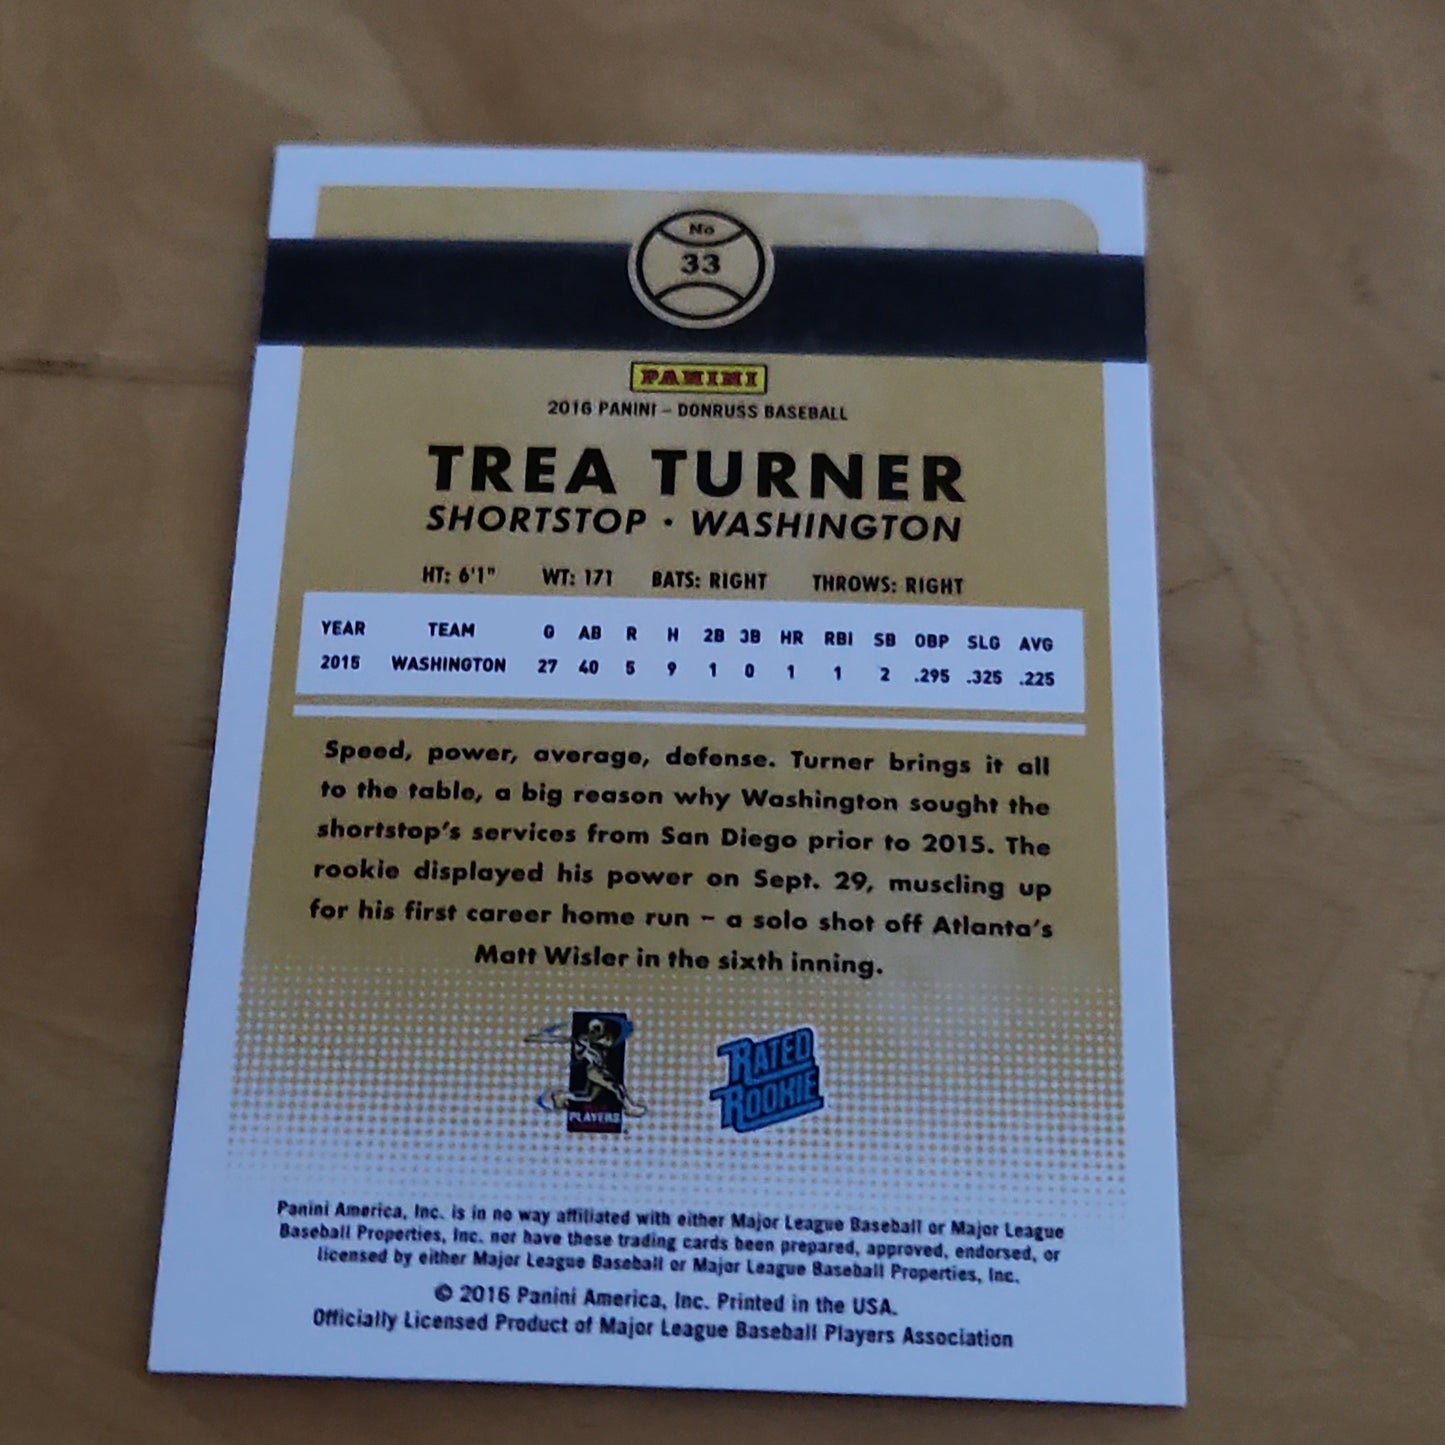 No
33
PANINI
2016 PANINI – DONRUSS BASEBALL
TREA TURNER
SHORTSTOP • WASHINGTON
HT: 6'1" WT: 171 BATS: RIGHT THROWS: RIGHT
YEAR TEAM G AB R H 2B 3B HR RBI SB OBP SLG AVG
2015 WASHINGTON 27 40 5 9 1 0 1 1 2 .295 .325 .225
Speed, power, average, defense. Turner brings it all
to the table, a big reason why Washington sought the
shortstop's services from San Diego prior to 2015. The
rookie displayed his power on Sept. 29, muscling up
for his first career home run – a solo shot off Atlanta's
Matt Wisler in the sixth inning.
PLAYERS
RATED
ROOKIE
Panini America, Inc. is in no way affiliated with either Major League Baseball or Major League
Baseball Properties, Inc. nor have these trading cards been prepared, approved, endorsed, or
licensed by either Major League Baseball or Major League Baseball Properties, Inc.
© 2016 Panini America, Inc. Printed in the USA.
Officially Licensed Product of Major League Baseball Players Association